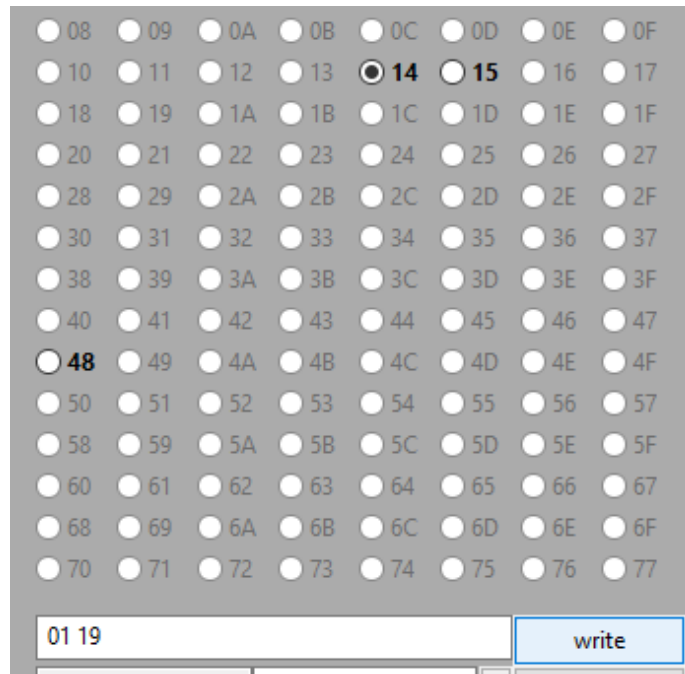 08 09 0A 0B 0C 0D 0E 0F
10 11 12 13 14 15 16 17
18 19 1A 1B 1C 1D 1E 1F
20 21 22 23 24 25 26 27
28 29 2A 2B 2C 2D 2E 2F
30 31 32 33 34 35 36 37
38 39 3A 3B 3C 3D 3E 3F
40 41 42 43 44 45 46 47
48 49 4A 4B 4C 4D 4E 4F
50 51 52 53 54 55 56 57
58 59 5A 5B 5C 5D 5E 5F
60 61 62 63 64 65 66 67
68 69 6A 6B 6C 6D 6E 6F
70 71 72 73 74 75 76 77
01 19 write